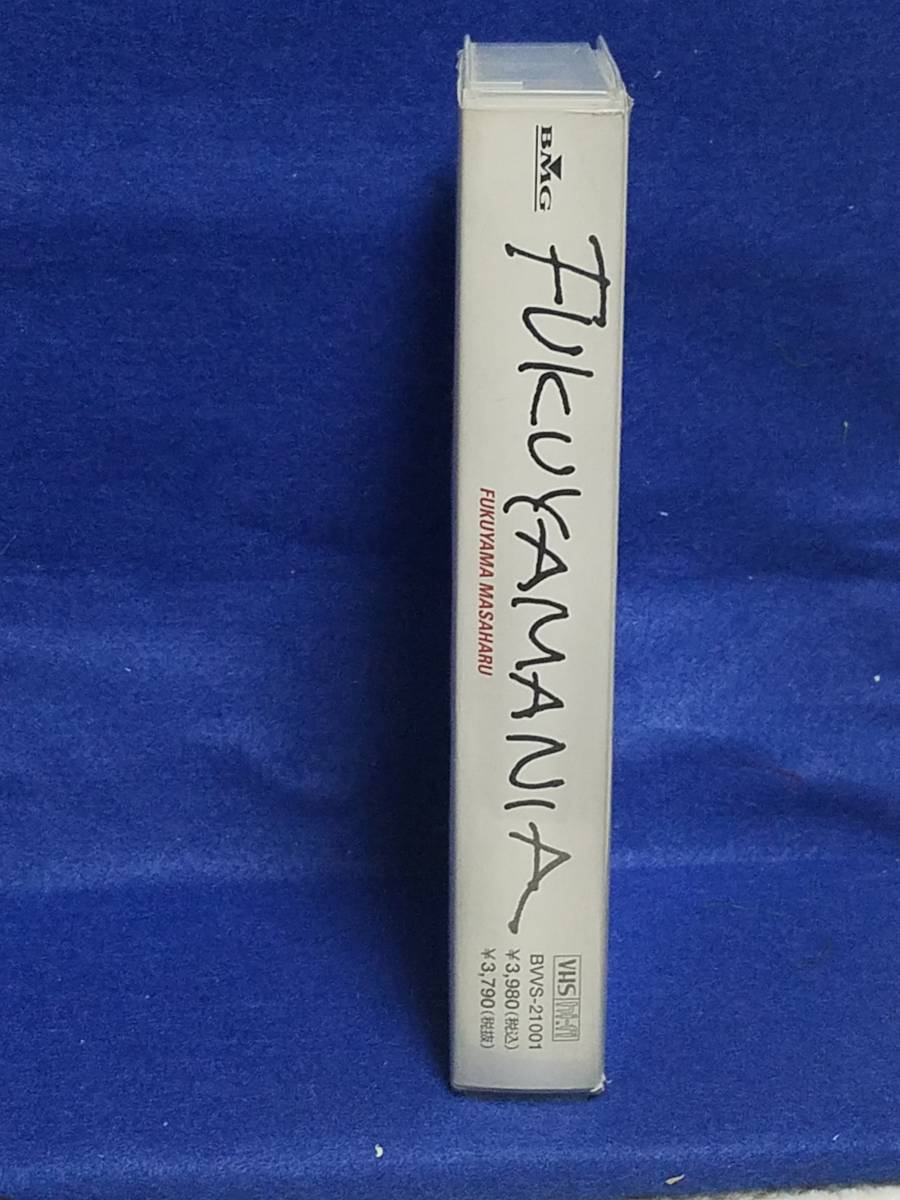 BMG
FUKUYAMANIA
FUKUYAMA MASAHARU
VHS hi-fi
BVVS-21001
¥3,980(税込)
¥3,790(税抜)